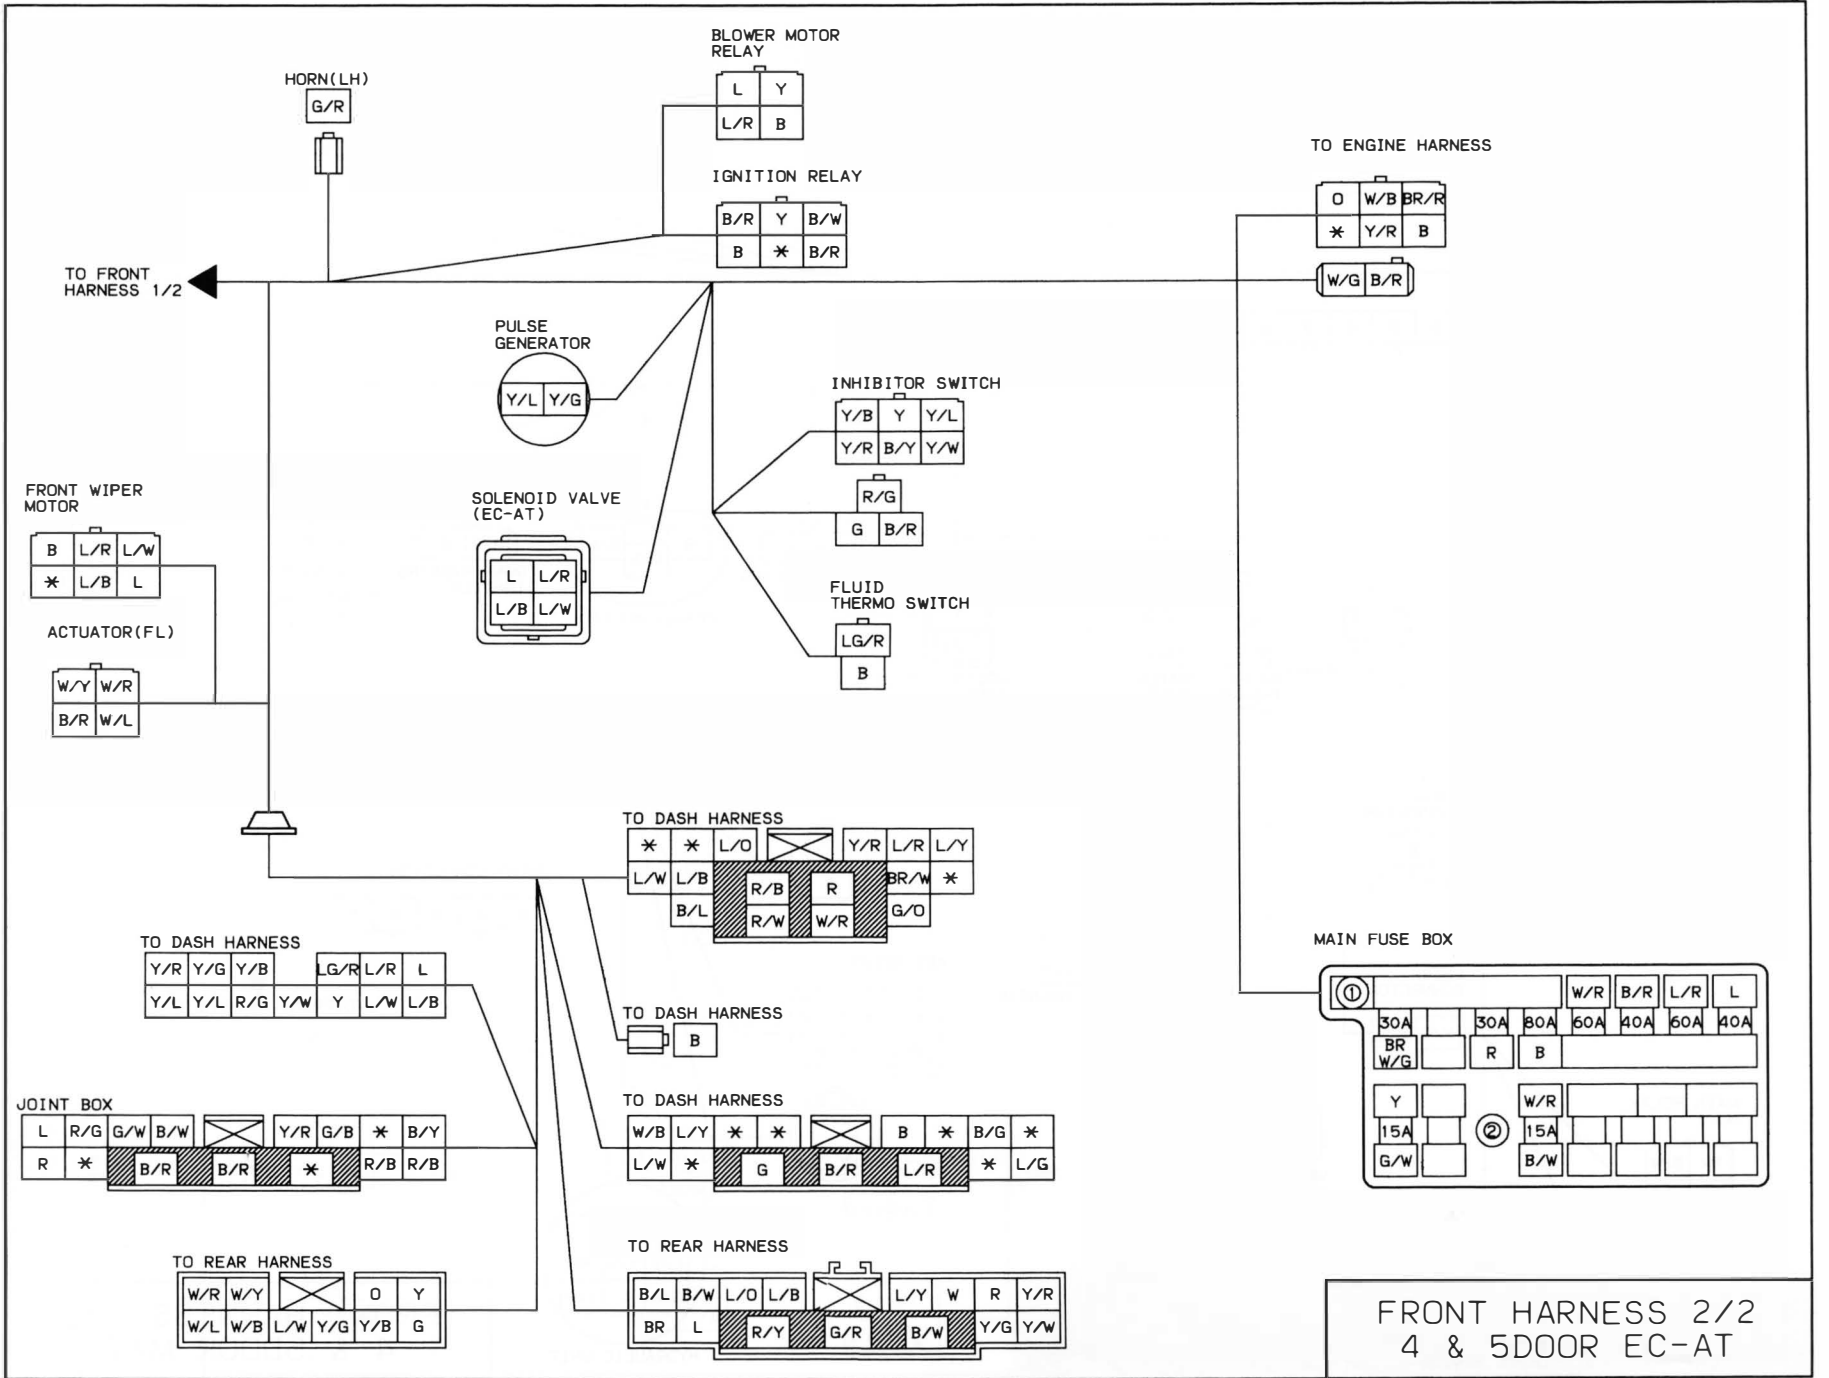 BLOWER MOTOR
RELAY
L Y
L/R B
HORN(LH)
G/R
IGNITION RELAY
B/R Y B/W
B * B/R
TO ENGINE HARNESS
O W/B BR/R
* Y/R B
W/G B/R
TO FRONT
HARNESS 1/2
PULSE
GENERATOR
Y/L Y/G
INHIBITOR SWITCH
Y/B Y Y/L
Y/R B/Y Y/W
R/G
G B/R
FRONT WIPER
MOTOR
B L/R L/W
* L/B L
SOLENOID VALVE
(EC-AT)
L L/R
L/B L/W
FLUID
THERMO SWITCH
LG/R
B
ACTUATOR(FL)
W/Y W/R
B/R W/L
TO DASH HARNESS
* * L/O Y/R L/R L/Y
L/W L/B R/B R BR/W *
B/L R/W W/R G/O
TO DASH HARNESS
Y/R Y/G Y/B LG/R L/R L
Y/L Y/L R/G Y/W Y L/W L/B
TO DASH HARNESS
B
MAIN FUSE BOX
① W/R B/R L/R L
30A 30A 80A 60A 40A 60A 40A
BR
W/G R B
Y W/R
15A ② 15A
G/W B/W
JOINT BOX
L R/G G/W B/W Y/R G/B * B/Y
R * B/R B/R * R/B R/B
TO DASH HARNESS
W/B L/Y * * B * B/G *
L/W * G B/R L/R * L/G
TO REAR HARNESS
W/R W/Y O Y
W/L W/B L/W Y/G Y/B G
TO REAR HARNESS
B/L B/W L/O L/B L/Y W R Y/R
BR L R/Y G/R B/W Y/G Y/W
FRONT HARNESS 2/2
4 & 5DOOR EC-AT